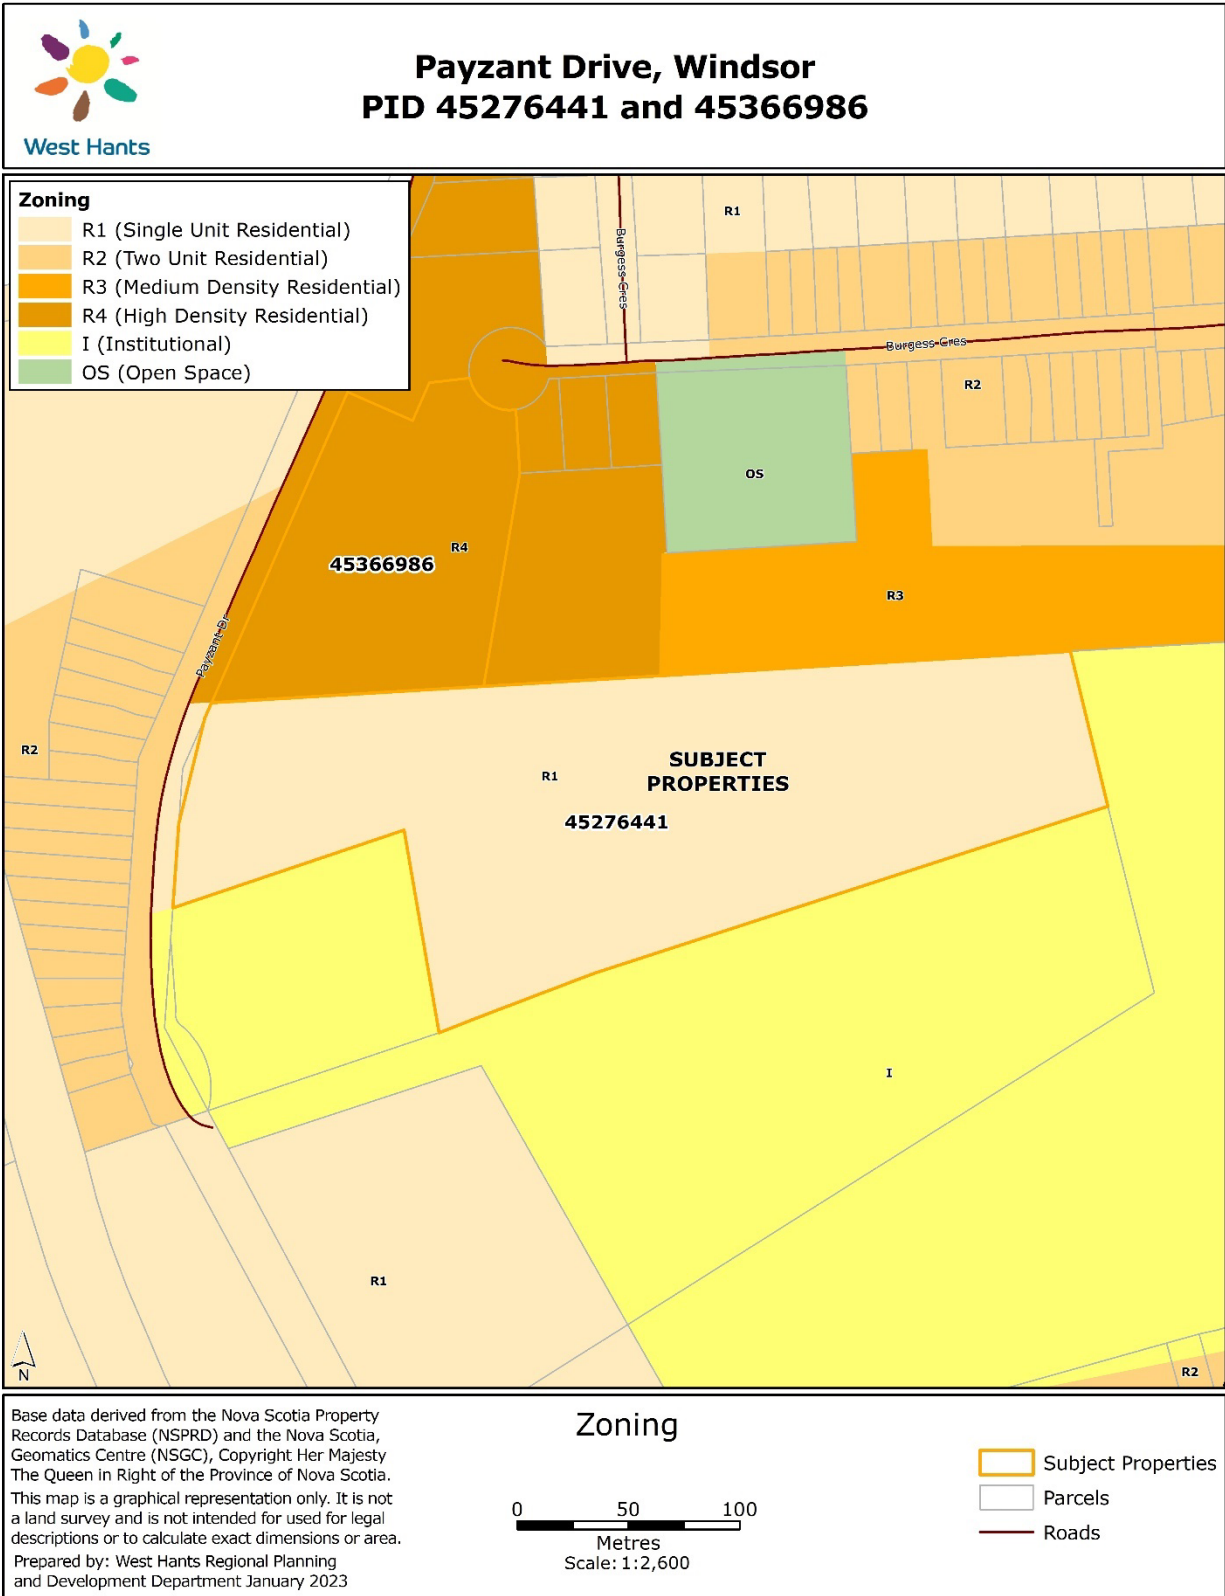 West Hants
Payzant Drive, Windsor
PID 45276441 and 45366986
Zoning
R1 (Single Unit Residential)
R2 (Two Unit Residential)
R3 (Medium Density Residential)
R4 (High Density Residential)
I (Institutional)
OS (Open Space)
R1
Burgess Cres
Burgess Cres
R2
OS
R4
45366986
R3
Payzant Dr
R2
SUBJECT
PROPERTIES
R1
45276441
I
R1
R2
N
Base data derived from the Nova Scotia Property
Records Database (NSPRD) and the Nova Scotia,
Geomatics Centre (NSGC), Copyright Her Majesty
The Queen in Right of the Province of Nova Scotia.
This map is a graphical representation only. It is not
a land survey and is not intended for used for legal
descriptions or to calculate exact dimensions or area.
Prepared by: West Hants Regional Planning
and Development Department January 2023
Zoning
0 50 100
Metres
Scale: 1:2,600
Subject Properties
Parcels
Roads